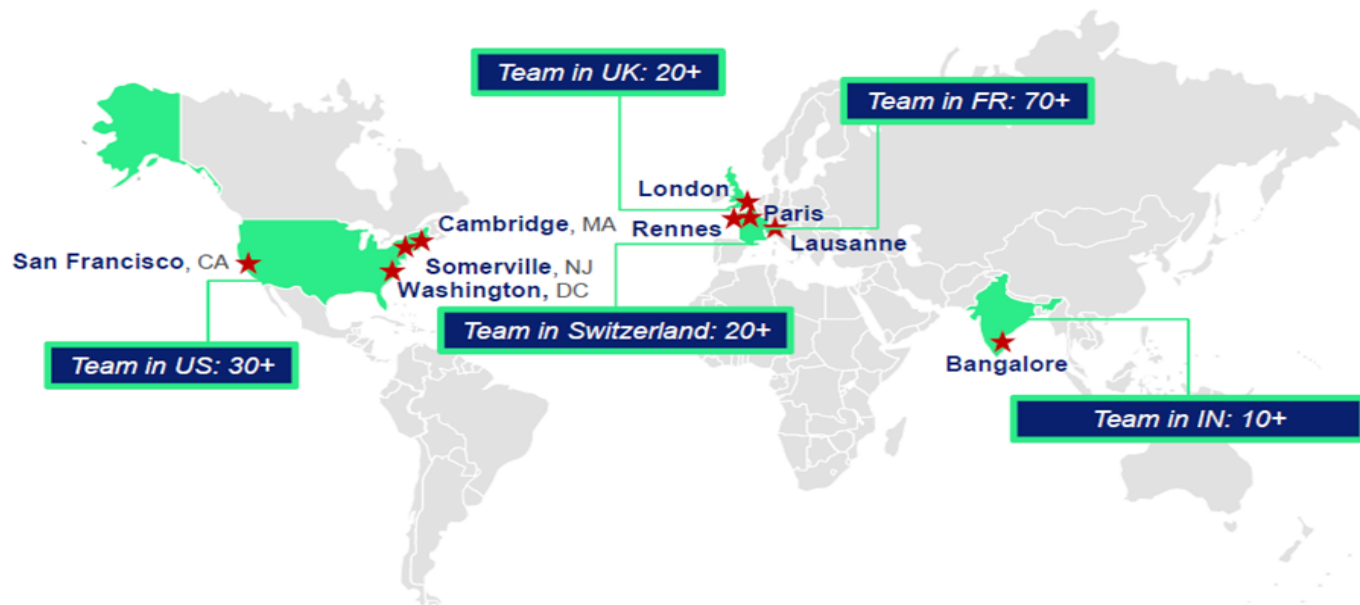 Team in UK: 20+
Team in FR: 70+
London
Paris
Rennes
Lausanne
Cambridge, MA
San Francisco, CA
Somerville, NJ
Washington, DC
Team in Switzerland: 20+
Team in US: 30+
Bangalore
Team in IN: 10+